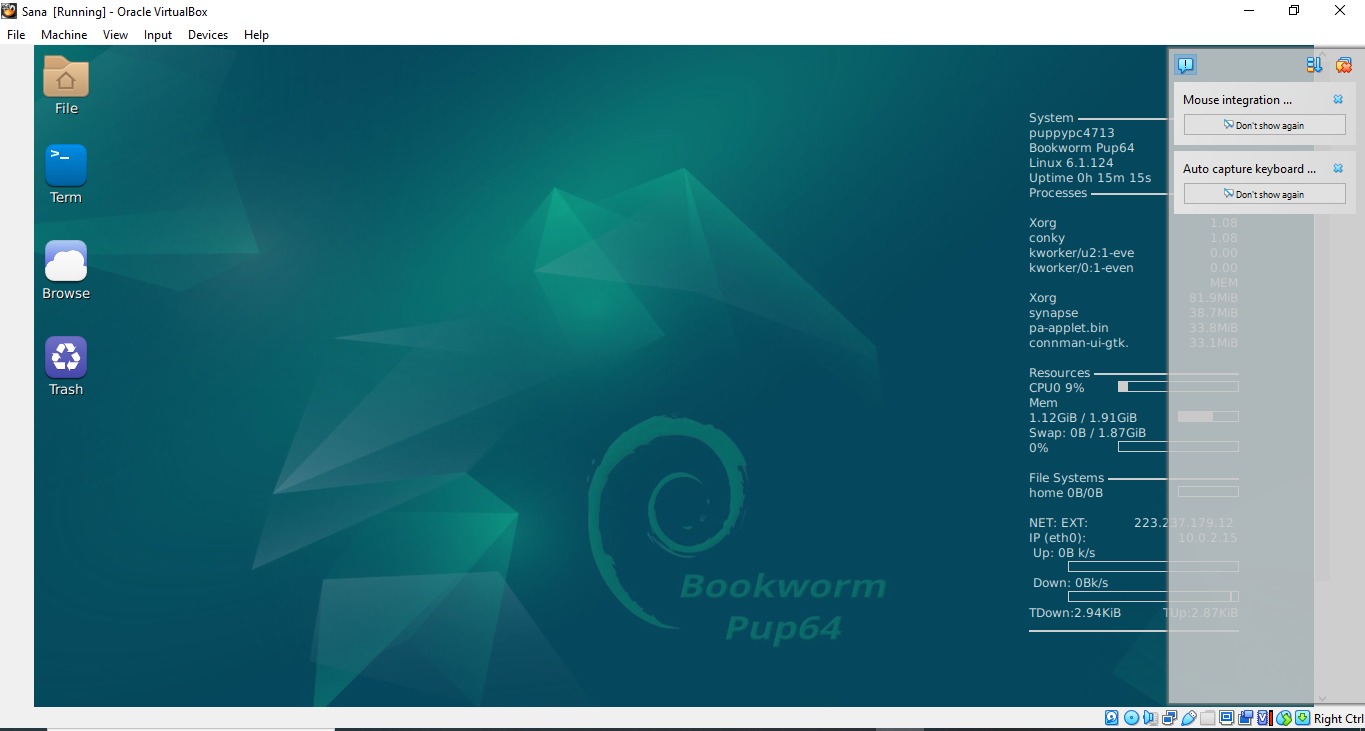 Sana [Running] - Oracle VirtualBox
File Machine View Input Devices Help
File
Term
>_
Browse
Trash
System
puppypc4713
Bookworm Pup64
Linux 6.1.124
Uptime 0h 15m 15s
Processes
Xorg 1.08
conky 1.08
kworker/u2:1-eve 0.00
kworker/0:1-even 0.00
MEM
Xorg 81.9MiB
synapse 38.7MiB
pa-applet.bin 33.8MiB
connman-ui-gtk. 33.1MiB
Resources
CPU0 9%
Mem
1.12GiB / 1.91GiB
Swap: 0B / 1.87GiB
0%
File Systems
home 0B/0B
NET: EXT: 223.237.179.12
IP (eth0): 10.0.2.15
Up: 0B k/s
Down: 0Bk/s
TDown:2.94KiB TUp:2.87KiB
Mouse integration ...
Don't show again
Auto capture keyboard ...
Don't show again
Bookworm
Pup64
Right Ctrl